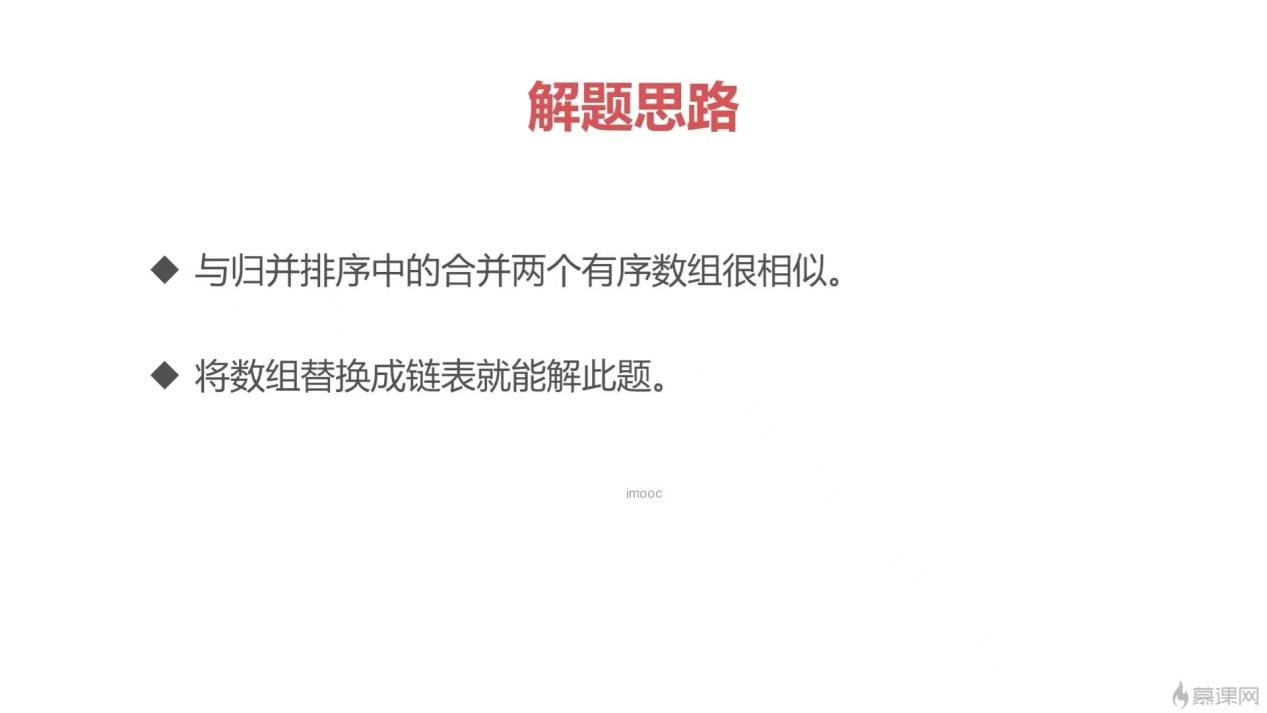 解题思路
与归并排序中的合并两个有序数组很相似。
将数组替换成链表就能解此题。
imooc
慕课网